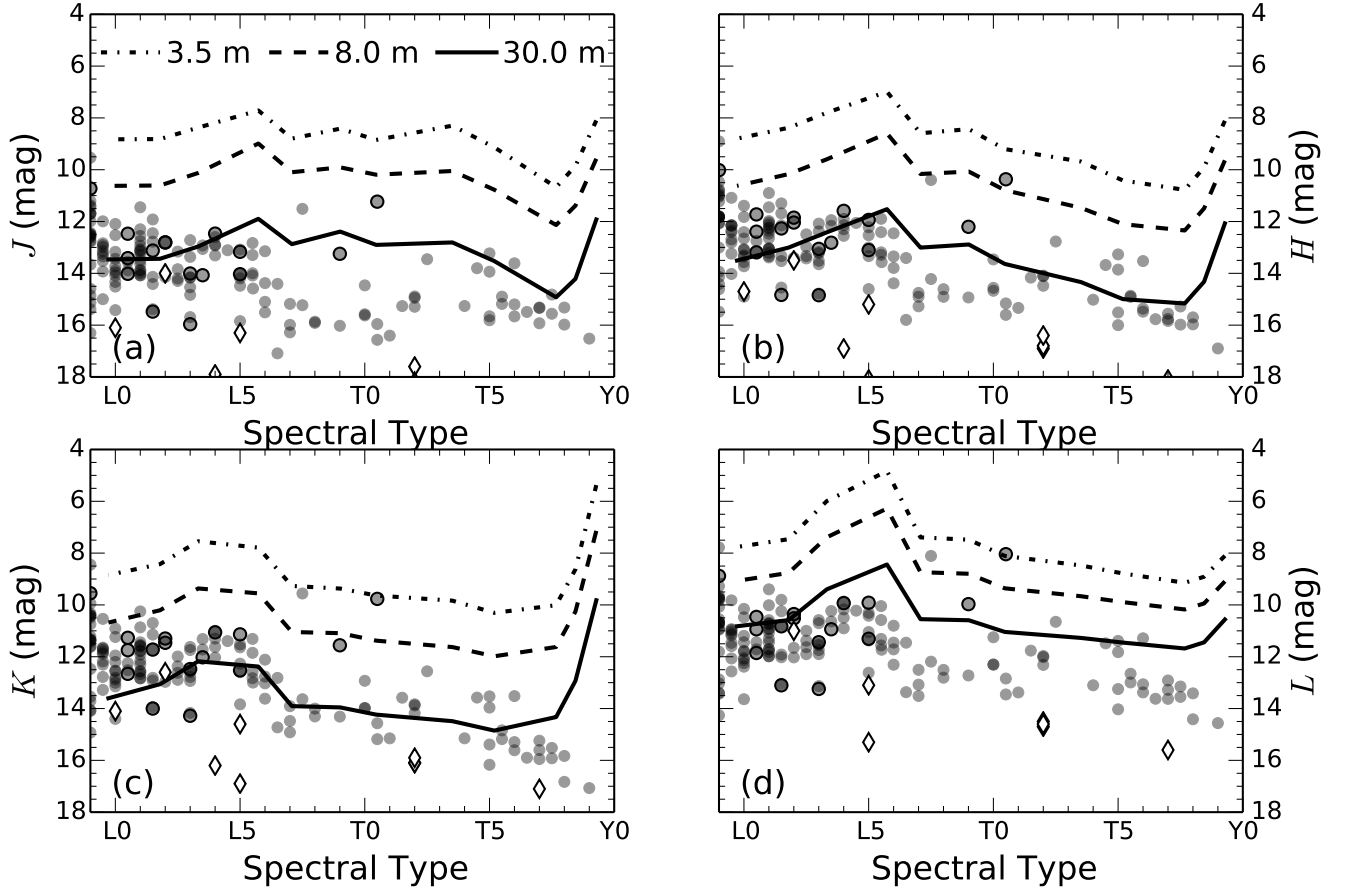 4
6
8
10
12
14
16
18
J (mag)
3.5 m 8.0 m 30.0 m
(a)
L0 L5 T0 T5 Y0
Spectral Type
4
6
8
10
12
14
16
18
H (mag)
(b)
L0 L5 T0 T5 Y0
Spectral Type
4
6
8
10
12
14
16
18
K (mag)
(c)
L0 L5 T0 T5 Y0
Spectral Type
4
6
8
10
12
14
16
18
L (mag)
(d)
L0 L5 T0 T5 Y0
Spectral Type